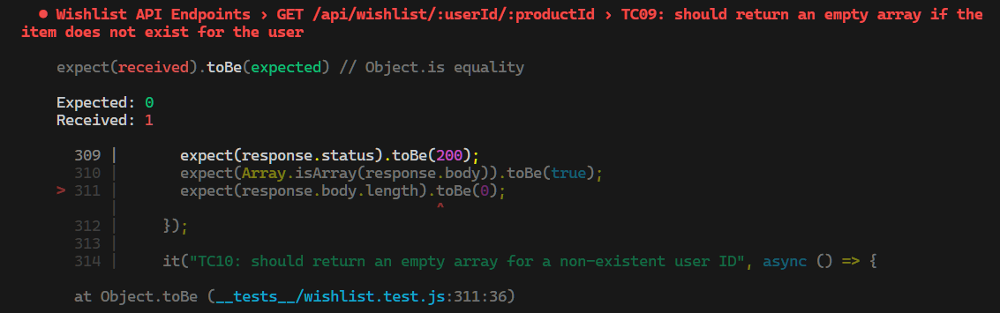 ● Wishlist API Endpoints › GET /api/wishlist/:userId/:productId › TC09: should return an empty array if the
item does not exist for the user
expect(received).toBe(expected) // Object.is equality
Expected: 0
Received: 1
309 |       expect(response.status).toBe(200);
310 |       expect(Array.isArray(response.body)).toBe(true);
> 311 |       expect(response.body.length).toBe(0);
|                                    ^
312 |     });
313 |
314 |     it("TC10: should return an empty array for a non-existent user ID", async () => {
at Object.toBe (__tests__/wishlist.test.js:311:36)